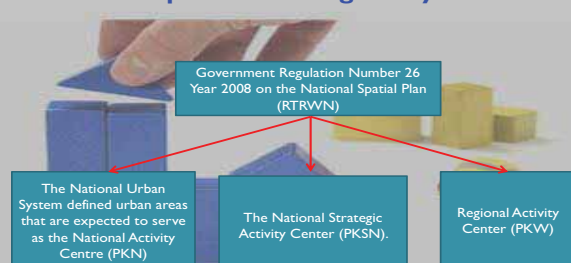 Government Regulation Number 26
Year 2008 on the National Spatial Plan
(RTRWN)
The National Urban
System defined urban areas
that are expected to serve
as the National Activity
Centre (PKN)
The National Strategic
Activity Center (PKSN).
Regional Activity
Center (PKW)